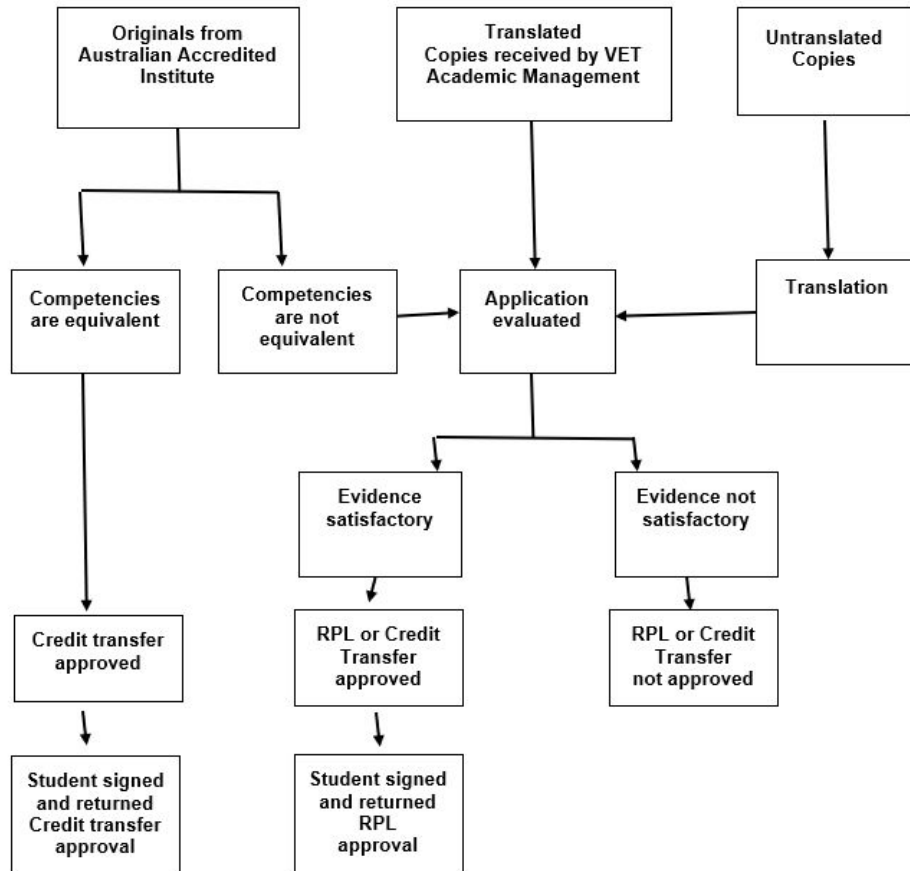 Originals from
Australian Accredited
Institute
Translated
Copies received by VET
Academic Management
Untranslated
Copies
Competencies
are equivalent
Competencies
are not
equivalent
Application
evaluated
Translation
Evidence
satisfactory
Evidence not
satisfactory
Credit transfer
approved
RPL or Credit
Transfer
approved
RPL or Credit
Transfer
not approved
Student signed
and returned
Credit transfer
approval
Student signed
and returned
RPL
approval